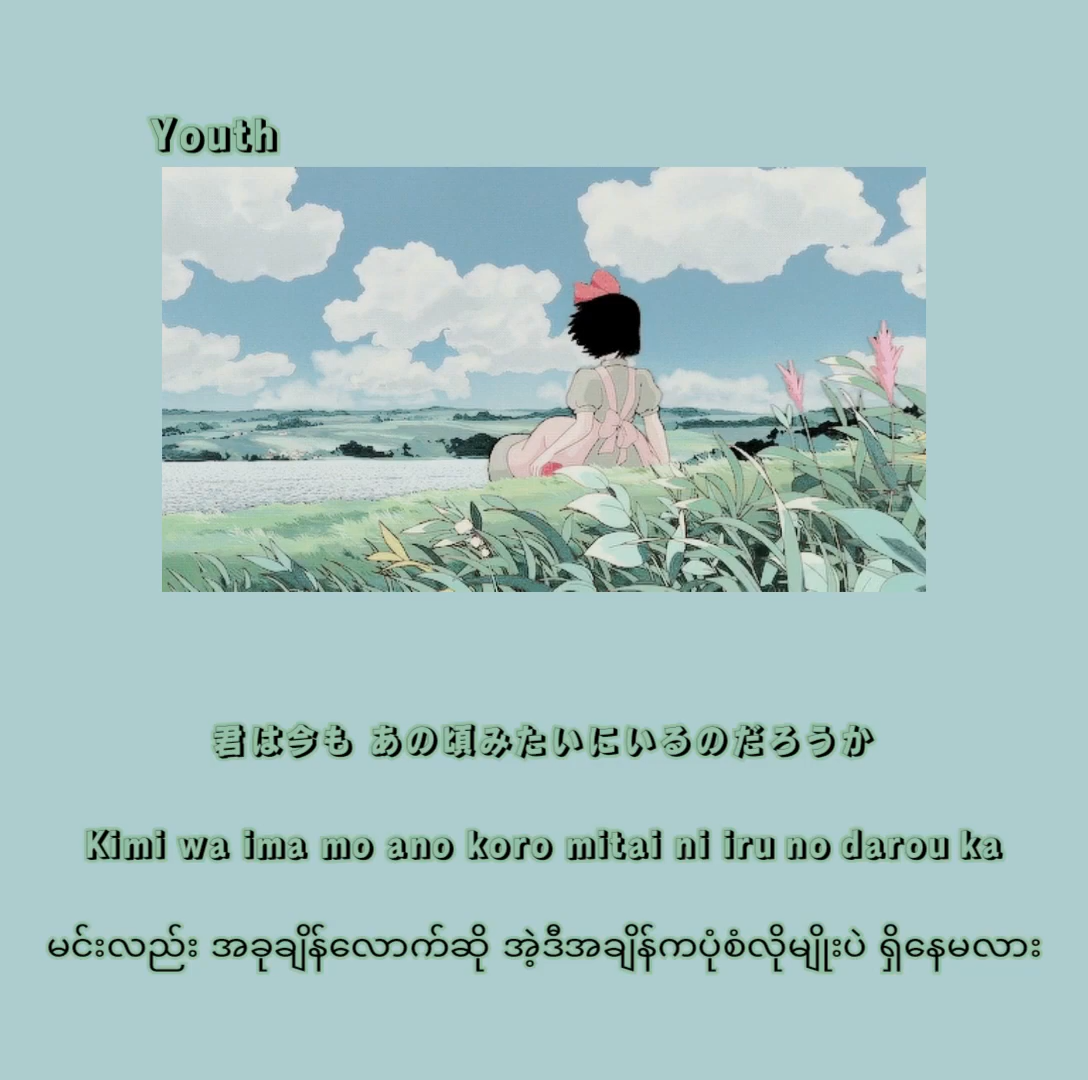 Youth
君は今も あの頃みたいにいるのだろうか
Kimi wa ima mo ano koro mitai ni iru no darou ka
မင်းလည်း အခုချိန်လောက်ဆို အဲ့ဒီအချိန်ကပုံစံလိုမျိုးပဲ ရှိနေမလား